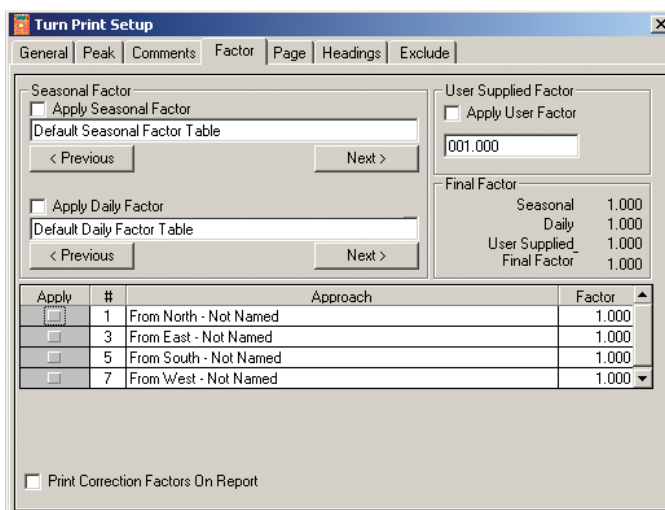 Turn Print Setup
General Peak Comments Factor Page Headings Exclude
Seasonal Factor
Apply Seasonal Factor
Default Seasonal Factor Table
< Previous Next >
Apply Daily Factor
Default Daily Factor Table
< Previous Next >
User Supplied Factor
Apply User Factor
001.000
Final Factor
Seasonal 1.000
Daily 1.000
User Supplied 1.000
Final Factor 1.000
Apply # Approach Factor
1 From North - Not Named 1.000
3 From East - Not Named 1.000
5 From South - Not Named 1.000
7 From West - Not Named 1.000
Print Correction Factors On Report